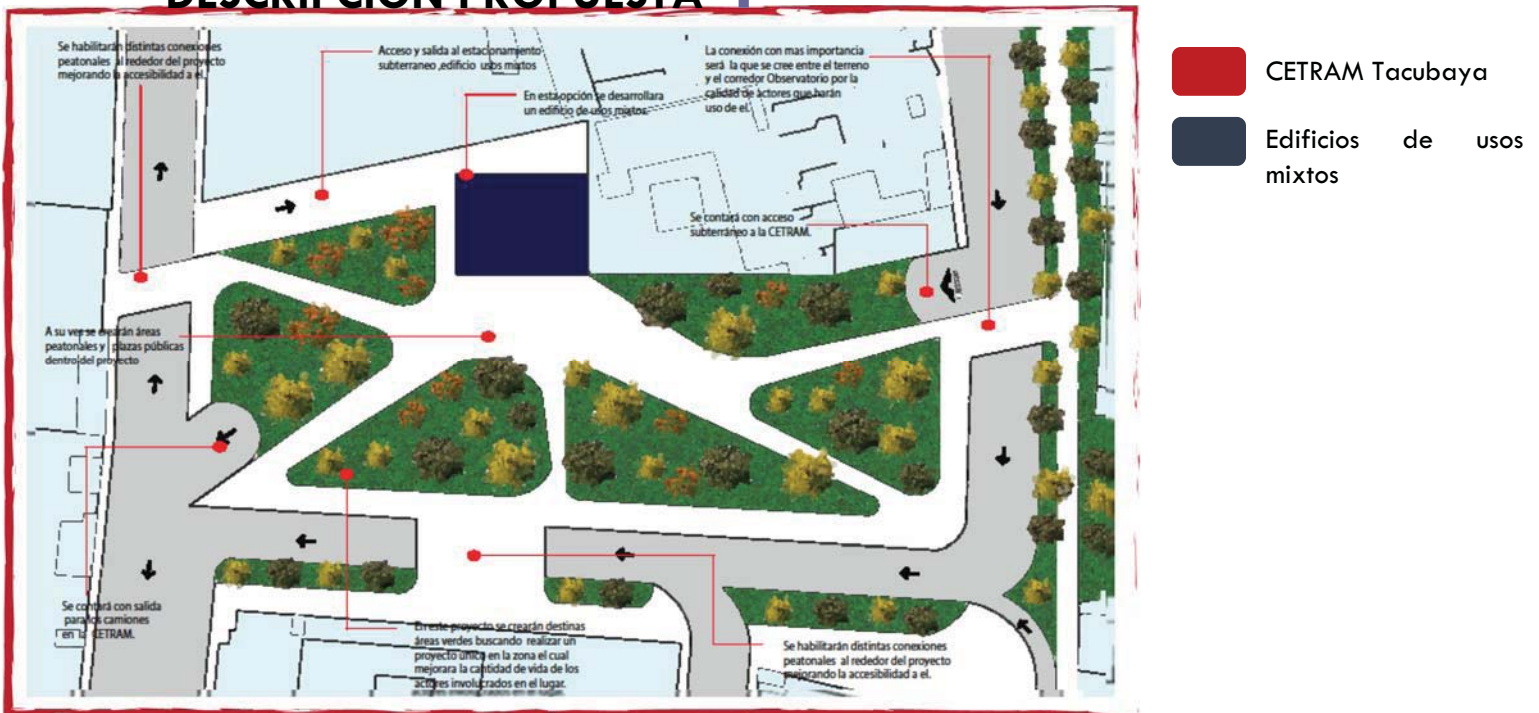 DESCRIPCIÓN PROPUESTA
Se habilitarán distintas conexiones
peatonales al rededor del proyecto
mejorando la accesibilidad a el.
Acceso y salida al estacionamiento
subterraneo ,edificio usos mixtos
En esta opción se desarrollara
un edificio de usos mixtos.
La conexión con mas importancia
será la que se cree entre el terreno
y el corredor Observatorio por la
calidad de actores que harán
uso de el.
Se contará con acceso
subterráneo a la CETRAM.
A su ves se crearán áreas
peatonales y plazas públicas
dentro del proyecto
Se contará con salida
para los camiones
en la CETRAM.
En este proyecto se crearán destinas
áreas verdes buscando realizar un
proyecto único en la zona el cual
mejorara la cantidad de vida de los
actores involucrados en el lugar.
Se habilitarán distintas conexiones
peatonales al rededor del proyecto
mejorando la accesibilidad a el.
CETRAM Tacubaya
Edificios de usos
mixtos